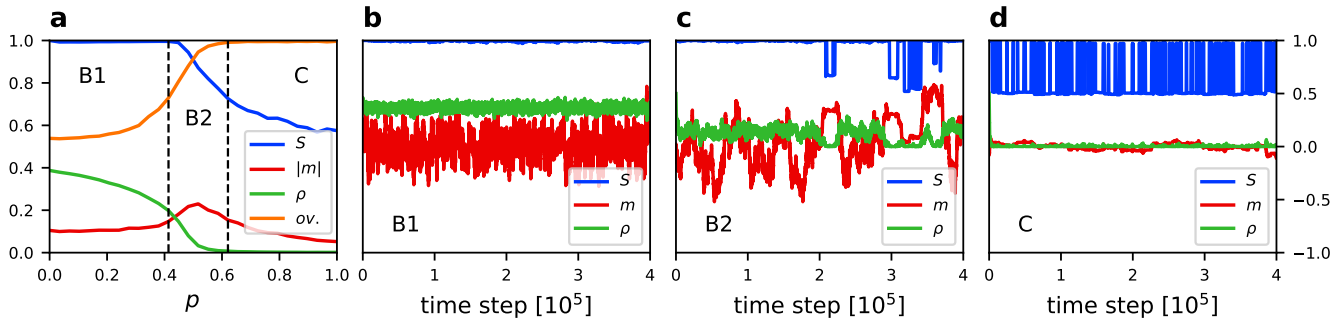 a
1.0
0.8
0.6
0.4
0.2
0.0
B1
B2
C
S
|m|
ρ
ov.
0.0 0.2 0.4 0.6 0.8 1.0
p
b
B1
S
m
ρ
0 1 2 3 4
time step [10⁵]
c
B2
S
m
ρ
0 1 2 3 4
time step [10⁵]
d
C
S
m
ρ
0 1 2 3 4
time step [10⁵]
1.0
0.5
0.0
−0.5
−1.0